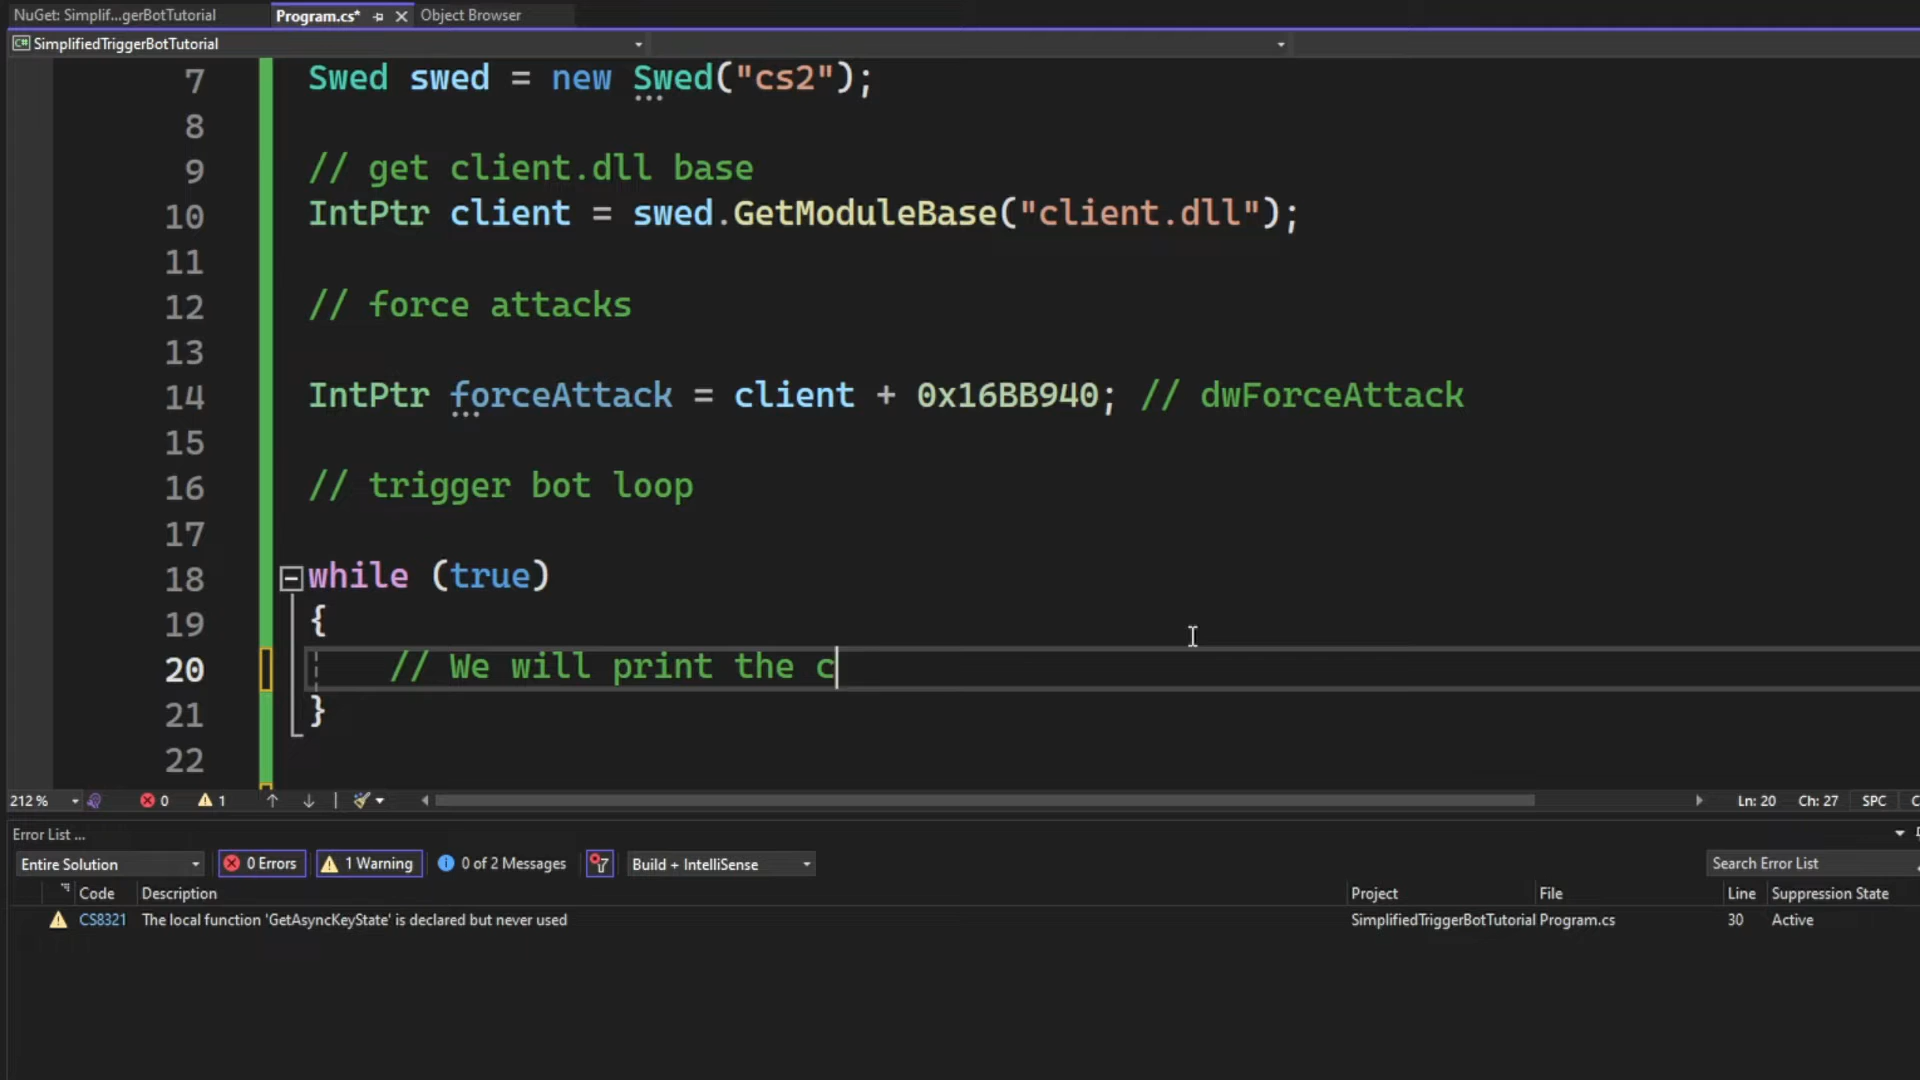 NuGet: Simplif...gerBotTutorial Program.cs* Object Browser
C# SimplifiedTriggerBotTutorial
7 Swed swed = new Swed("cs2");
8
9 // get client.dll base
10 IntPtr client = swed.GetModuleBase("client.dll");
11
12 // force attacks
13
14 IntPtr forceAttack = client + 0x16BB940; // dwForceAttack
15
16 // trigger bot loop
17
18 while (true)
19 {
20 // We will print the c
21 }
22
212 % 0 1 Ln: 20 Ch: 27 SPC C
Error List ...
Entire Solution 0 Errors 1 Warning 0 of 2 Messages Build + IntelliSense Search Error List
Code Description Project File Line Suppression State
CS8321 The local function 'GetAsyncKeyState' is declared but never used SimplifiedTriggerBotTutorial Program.cs 30 Active